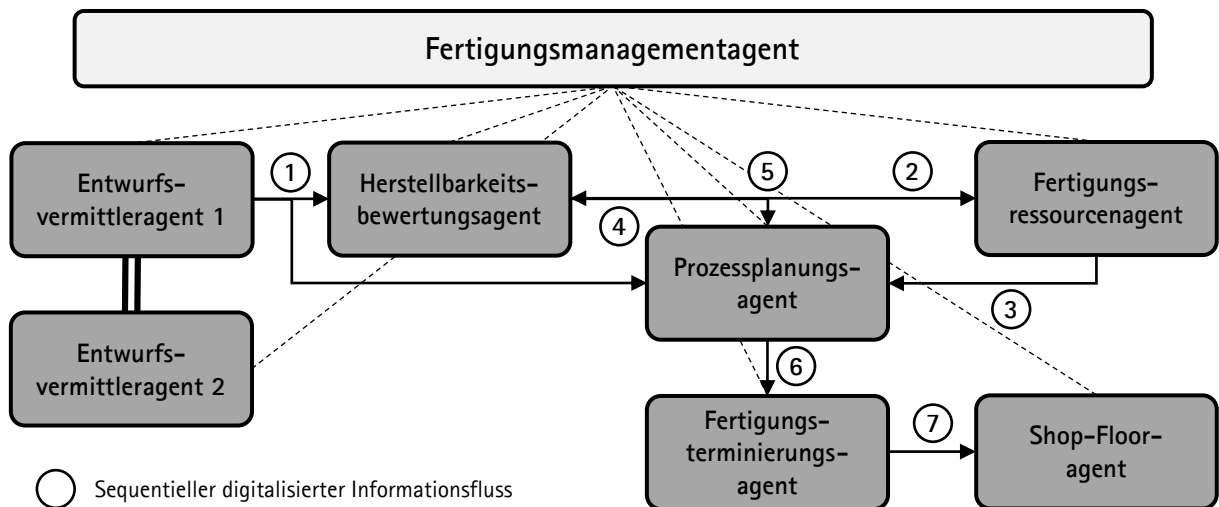 Fertigungsmanagementagent
Entwurfs-
vermittleragent 1
1
Herstellbarkeits-
bewertungsagent
5
2
Fertigungs-
ressourcenagent
4
Prozessplanungs-
agent
3
Entwurfs-
vermittleragent 2
6
Fertigungs-
terminierungs-
agent
7
Shop-Floor-
agent
Sequentieller digitalisierter Informationsfluss